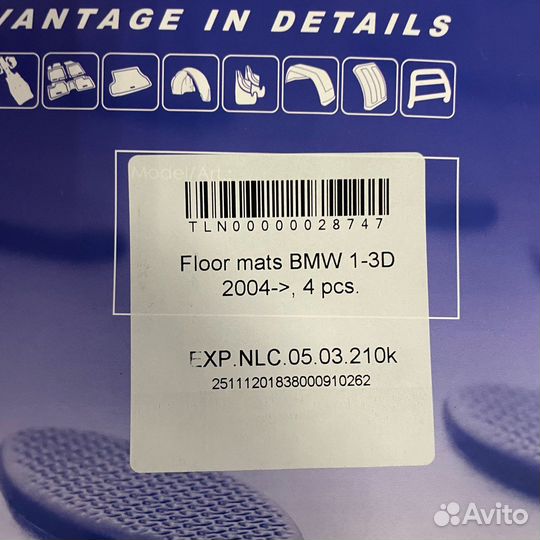 VANTAGE IN DETAILS
Model/Art.:
TLN00000028747
Floor mats BMW 1-3D
2004->, 4 pcs.
EXP.NLC.05.03.210k
25111201838000910262
Avito